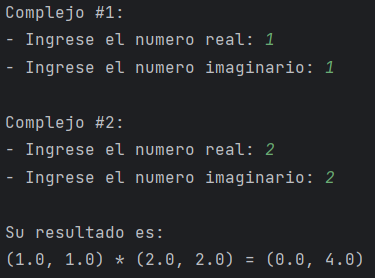 Complejo #1:
- Ingrese el numero real: 1
- Ingrese el numero imaginario: 1
Complejo #2:
- Ingrese el numero real: 2
- Ingrese el numero imaginario: 2
Su resultado es:
(1.0, 1.0) * (2.0, 2.0) = (0.0, 4.0)